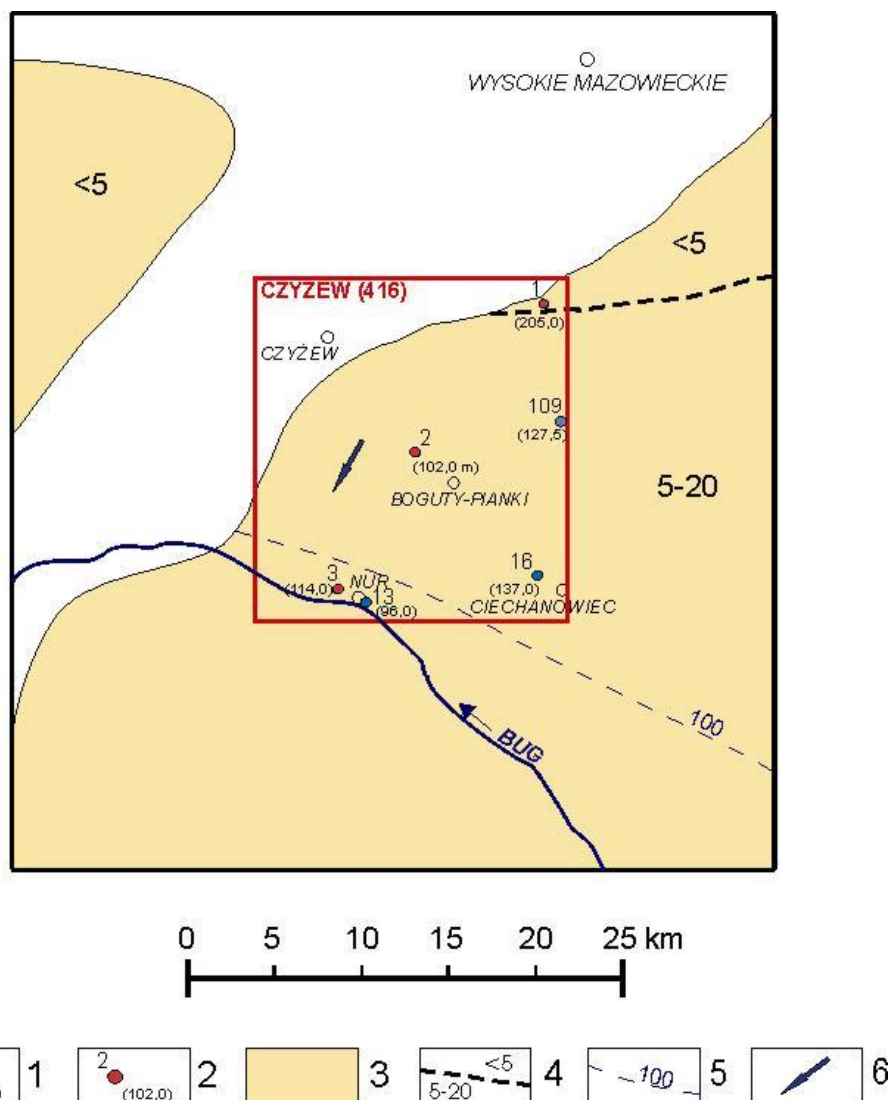 WYSOKIE MAZOWIECKIE
<5
<5
CZYŻEW (416)
1
(205,0)
CZYŻEW
109
(127,5)
2
(102,0 m)
BOGUTY-PIANKI
5-20
16
(137,0)
CIECHANOWIEC
3
(114,0)
NUR
13
(96,0)
100
BUG
0 5 10 15 20 25 km
1
2
(102,0)
2
3
<5
5-20
4
100
5
6